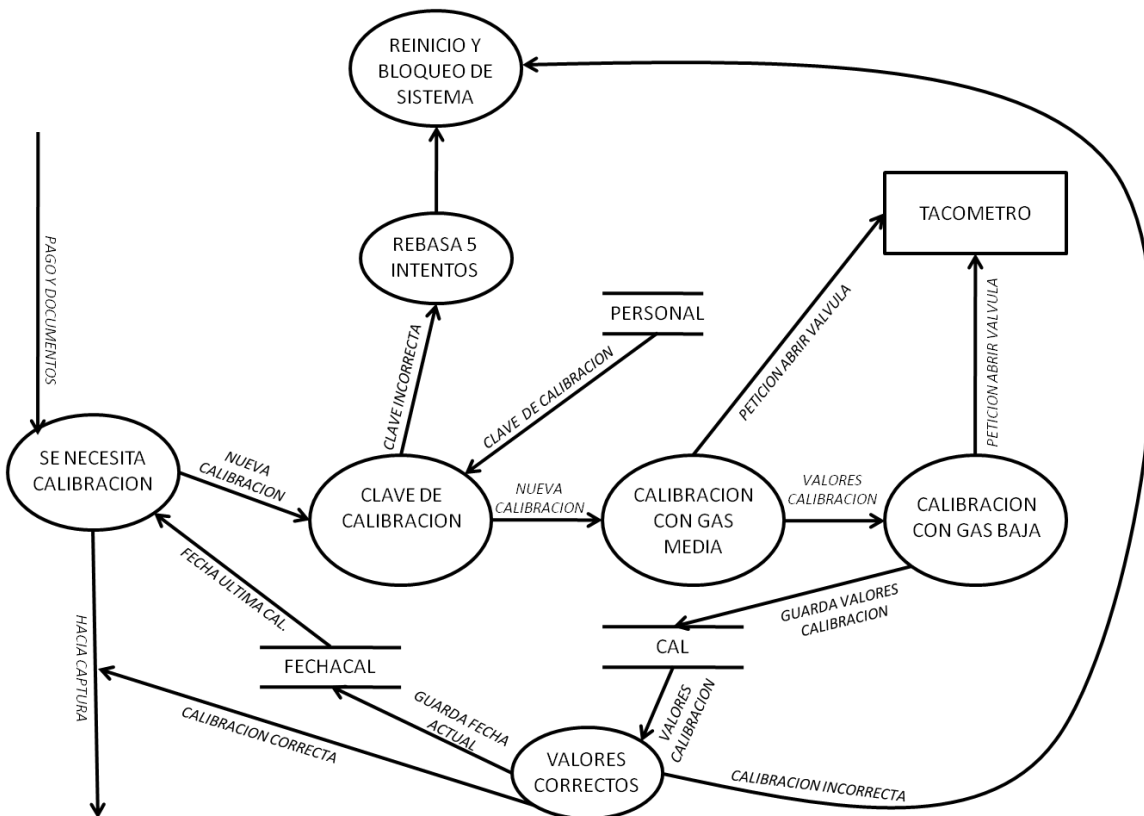 REINICIO Y
BLOQUEO DE
SISTEMA
TACOMETRO
REBASA 5
INTENTOS
PERSONAL
PAGO Y DOCUMENTOS
CLAVE INCORRECTA
CLAVE DE CALIBRACION
PETICION ABRIR VALVULA
PETICION ABRIR VALVULA
SE NECESITA
CALIBRACION
NUEVA
CALIBRACION
CLAVE DE
CALIBRACION
NUEVA
CALIBRACION
CALIBRACION
CON GAS
MEDIA
VALORES
CALIBRACION
CALIBRACION
CON GAS BAJA
FECHA ULTIMA CAL.
HACIA CAPTURA
GUARDA VALORES
CALIBRACION
CAL
FECHACAL
VALORES
CALIBRACION
GUARDA FECHA
ACTUAL
CALIBRACION CORRECTA
VALORES
CORRECTOS
CALIBRACION INCORRECTA